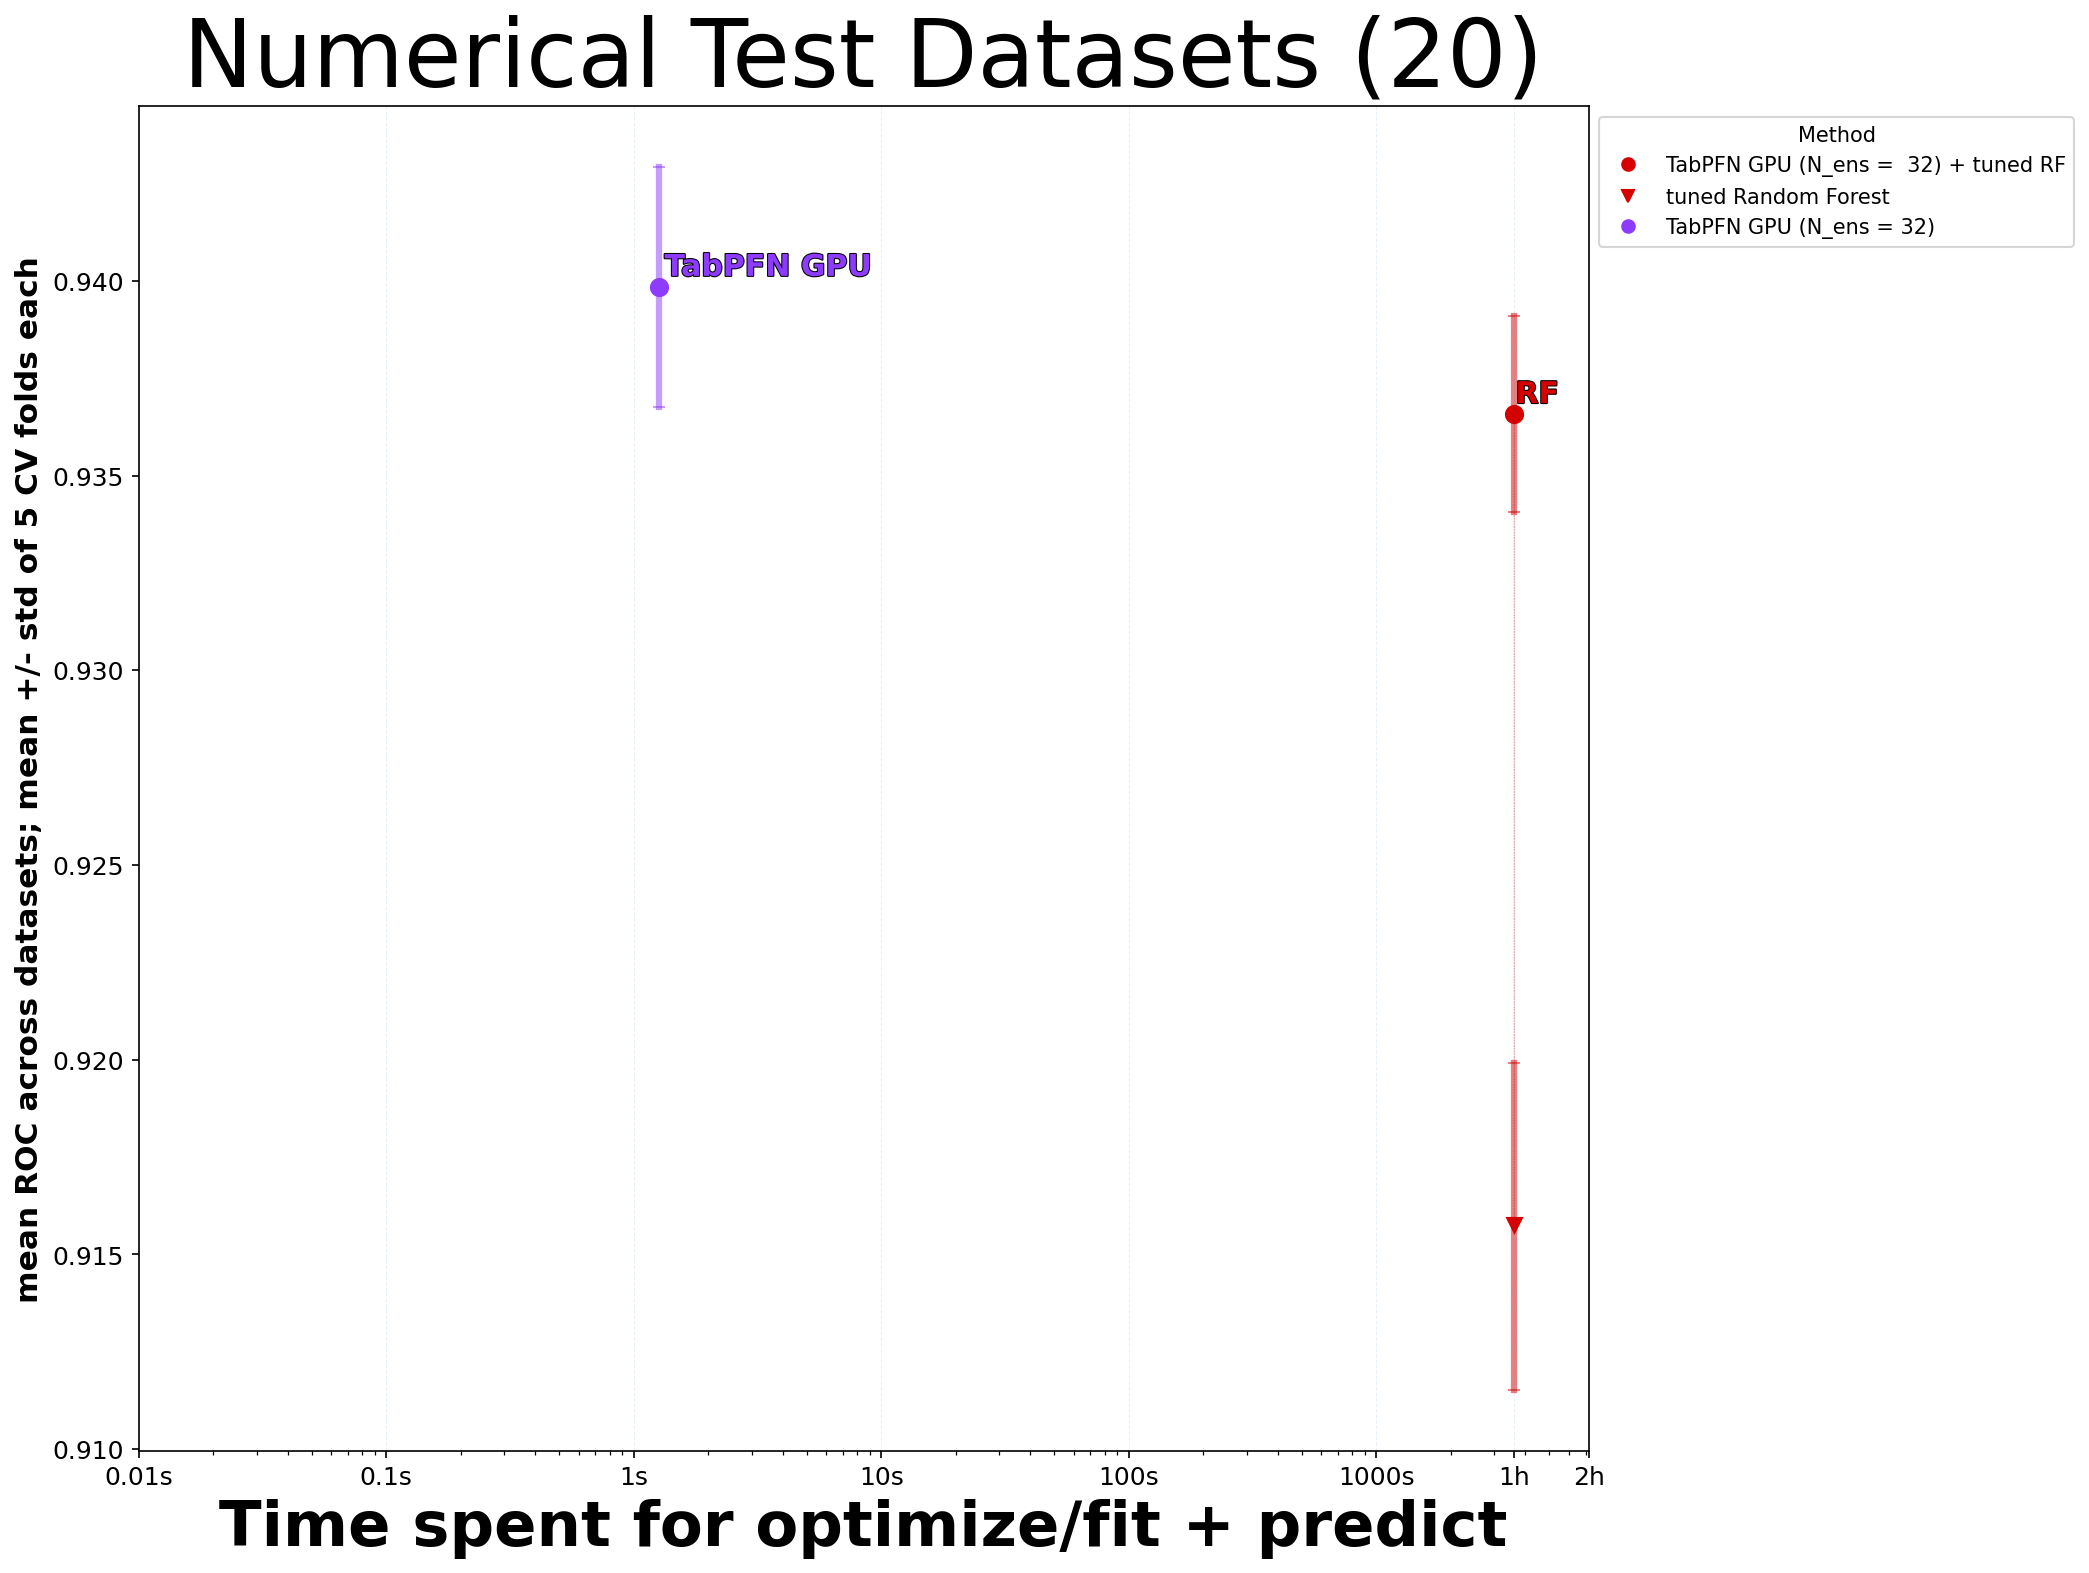 Numerical Test Datasets (20)
Method
TabPFN GPU (N_ens =  32) + tuned RF
tuned Random Forest
TabPFN GPU (N_ens = 32)
TabPFN GPU
RF
mean ROC across datasets; mean +/- std of 5 CV folds each
0.940
0.935
0.930
0.925
0.920
0.915
0.910
0.01s 0.1s 1s 10s 100s 1000s 1h 2h
Time spent for optimize/fit + predict